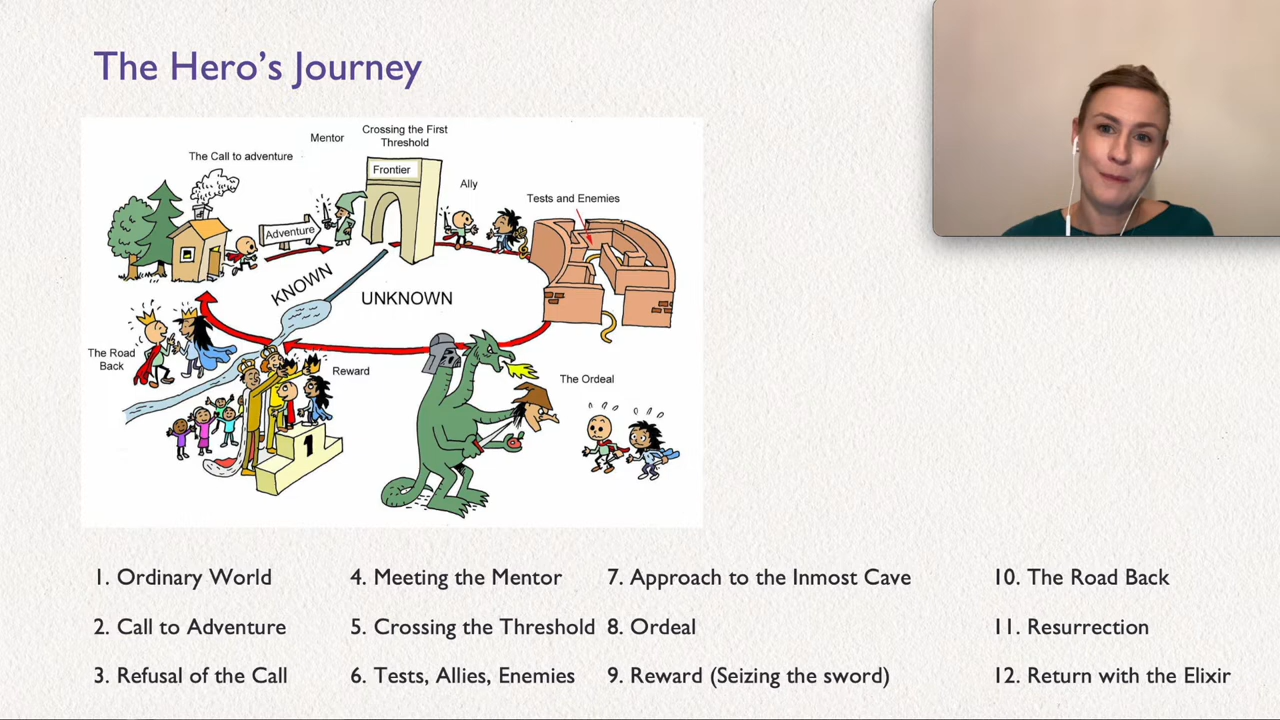 The Hero's Journey
Mentor
Crossing the First
Threshold
The Call to adventure
Frontier
Ally
Tests and Enemies
Adventure
KNOWN
UNKNOWN
The Road
Back
Reward
The Ordeal
1
1. Ordinary World
2. Call to Adventure
3. Refusal of the Call
4. Meeting the Mentor
5. Crossing the Threshold
6. Tests, Allies, Enemies
7. Approach to the Inmost Cave
8. Ordeal
9. Reward (Seizing the sword)
10. The Road Back
11. Resurrection
12. Return with the Elixir